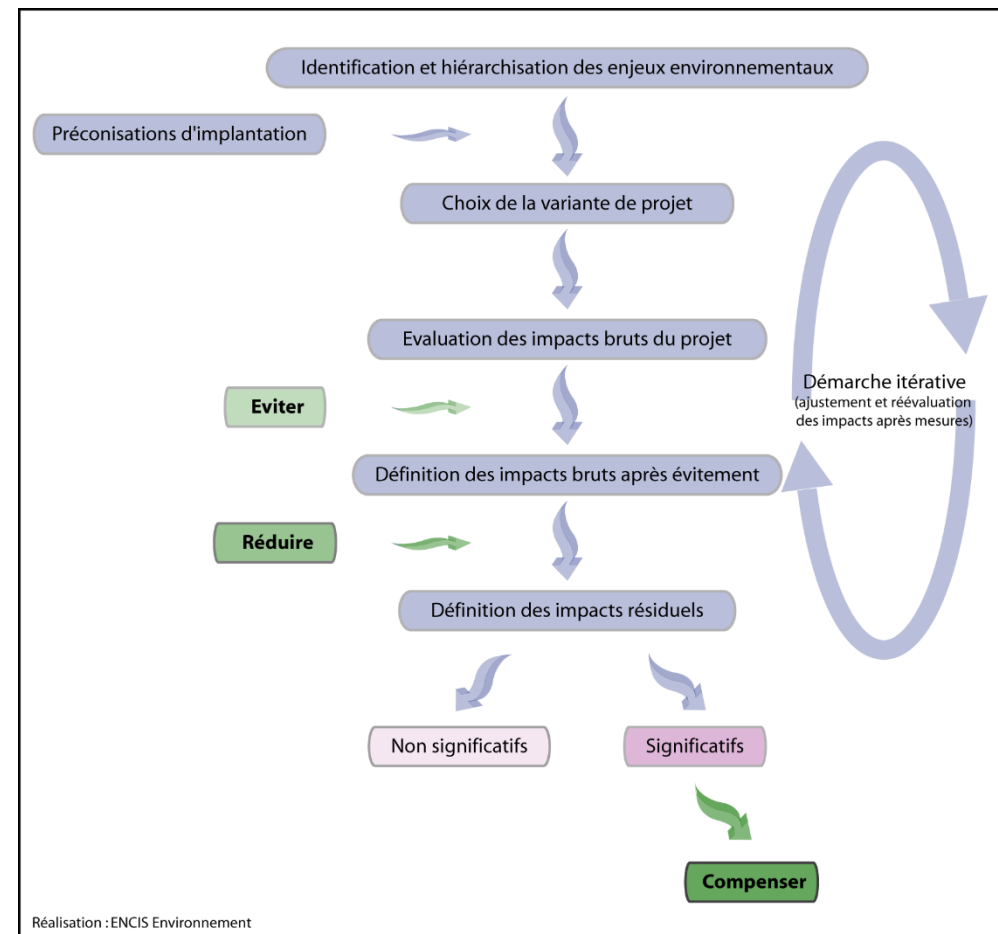 Identification et hiérarchisation des enjeux environnementaux
Préconisations d'implantation
Choix de la variante de projet
Evaluation des impacts bruts du projet
Démarche itérative
(ajustement et réévaluation
des impacts après mesures)
Eviter
Définition des impacts bruts après évitement
Réduire
Définition des impacts résiduels
Non significatifs
Significatifs
Compenser
Réalisation : ENCIS Environnement